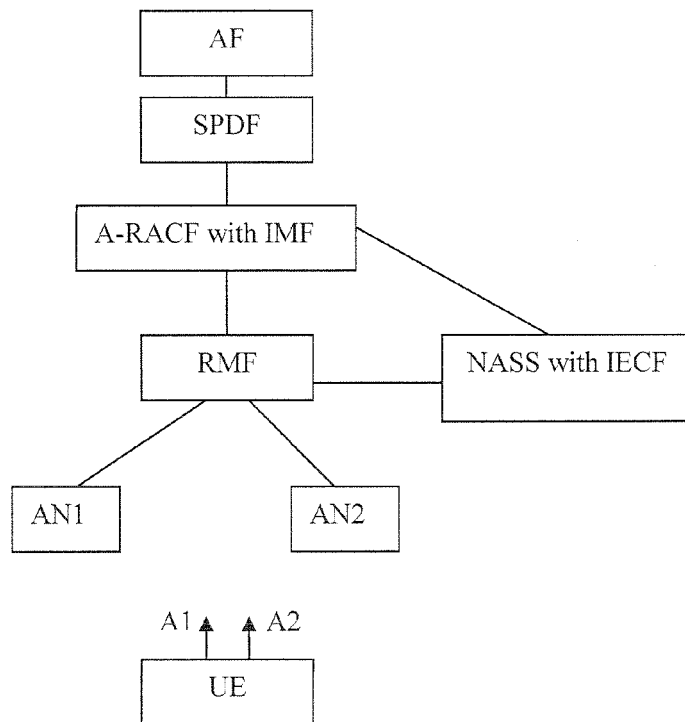 AF
SPDF
A-RACF with IMF
RMF
NASS with IECF
AN1
AN2
A1
A2
UE